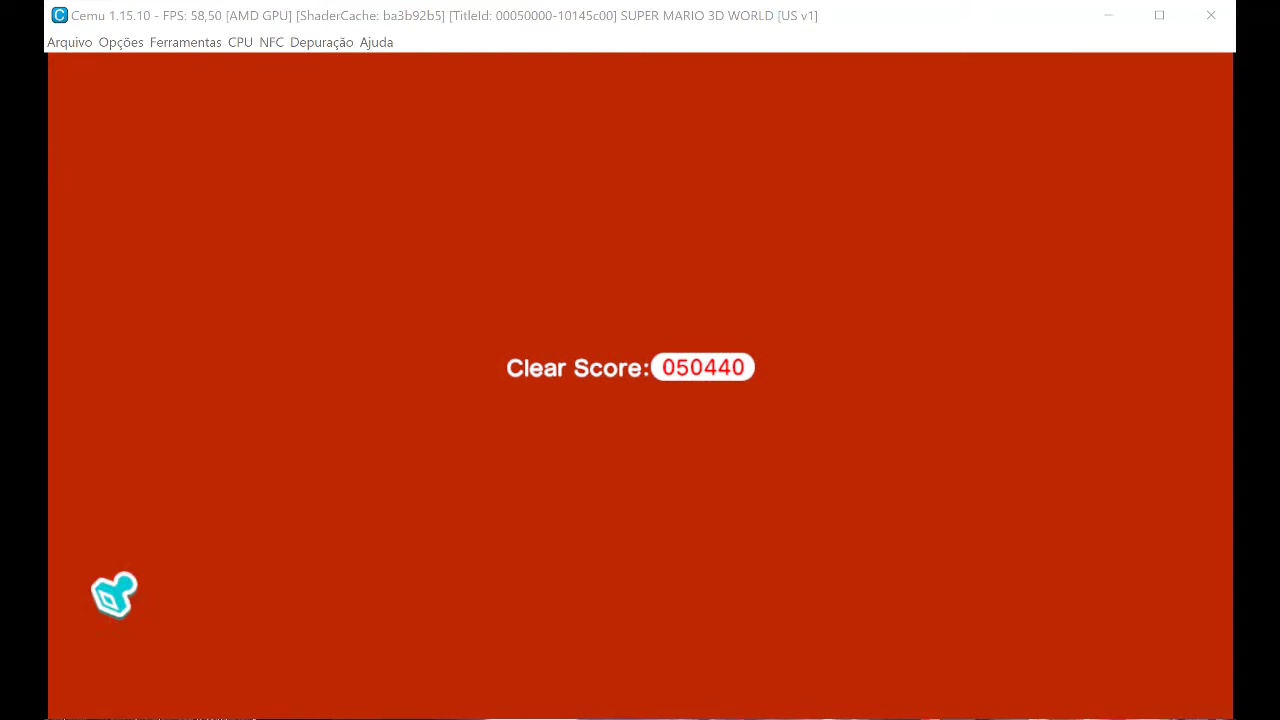 Cemu 1.15.10 - FPS: 58,50 [AMD GPU] [ShaderCache: ba3b92b5] [TitleId: 00050000-10145c00] SUPER MARIO 3D WORLD [US v1]
Arquivo Opções Ferramentas CPU NFC Depuração Ajuda
Clear Score: 050440